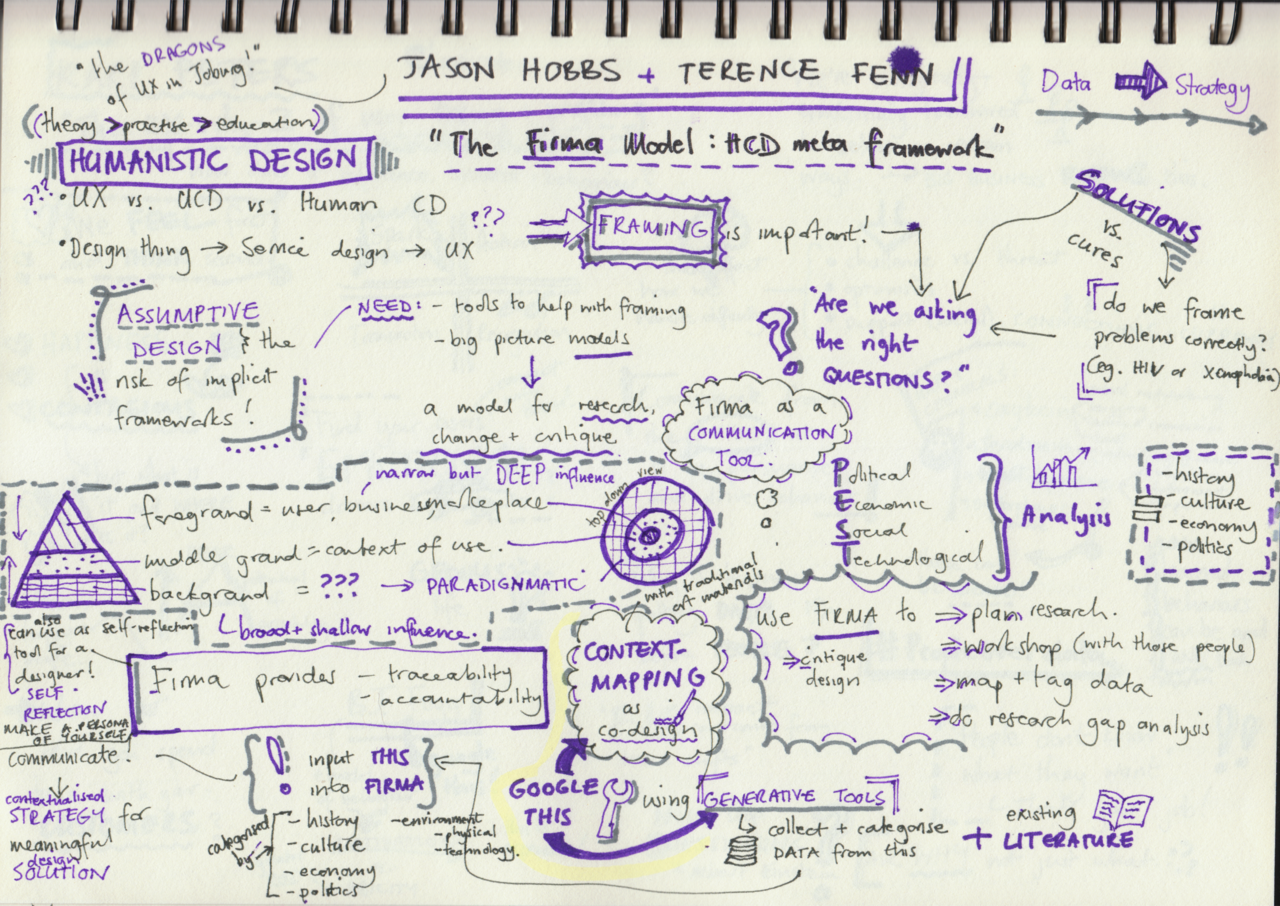 "the DRAGONS
of UX in Joburg!"
JASON HOBBS + TERENCE FENN
Data
Strategy
(theory > practise > education)
HUMANISTIC DESIGN
"The Firma Model: HCD meta framework"
???
• UX vs. UCD vs. Human CD
???
• Design thing → Service design → UX
FRAMING
is important!
SOLUTIONS
vs.
cures
do we frame
problems correctly?
(eg. HIV or Xenophobia)
"Are we asking
the right
QUESTIONS?"
?
ASSUMPTIVE
DESIGN } & the
!!!
risk of implicit
frameworks!
NEED: - tools to help with framing
- big picture models
a model for research,
change + critique
Firma as a
COMMUNICATION
TOOL.
Political
Economic
Social
Technological
Analysis
- history
- culture
- economy
- politics
narrow but DEEP influence
foreground = user, business/
middle ground = context of use.
background = ??? → PARADIGNMATIC
broad + shallow influence.
top down
view
also
can use as self-reflection
tool for a
designer!
SELF-
REFLECTION
MAKE A PERSONA
OF YOURSELF!
Firma provides - traceability
- accountability
with traditional
art materials
CONTEXT-
MAPPING
as
co-design
use FIRMA to
⇒ critique
design
⇒ plan research.
⇒ workshop (with those people)
⇒ map + tag data
⇒ do research gap analysis
communicate!
contextualised
STRATEGY for
meaningful
design
SOLUTION
! input THIS
into FIRMA
categorised
by
- history
- culture
- economy
- politics
- environment
- physical
- technology.
GOOGLE
THIS
using
GENERATIVE TOOLS
collect + categorise
DATA from this
+ existing
LITERATURE